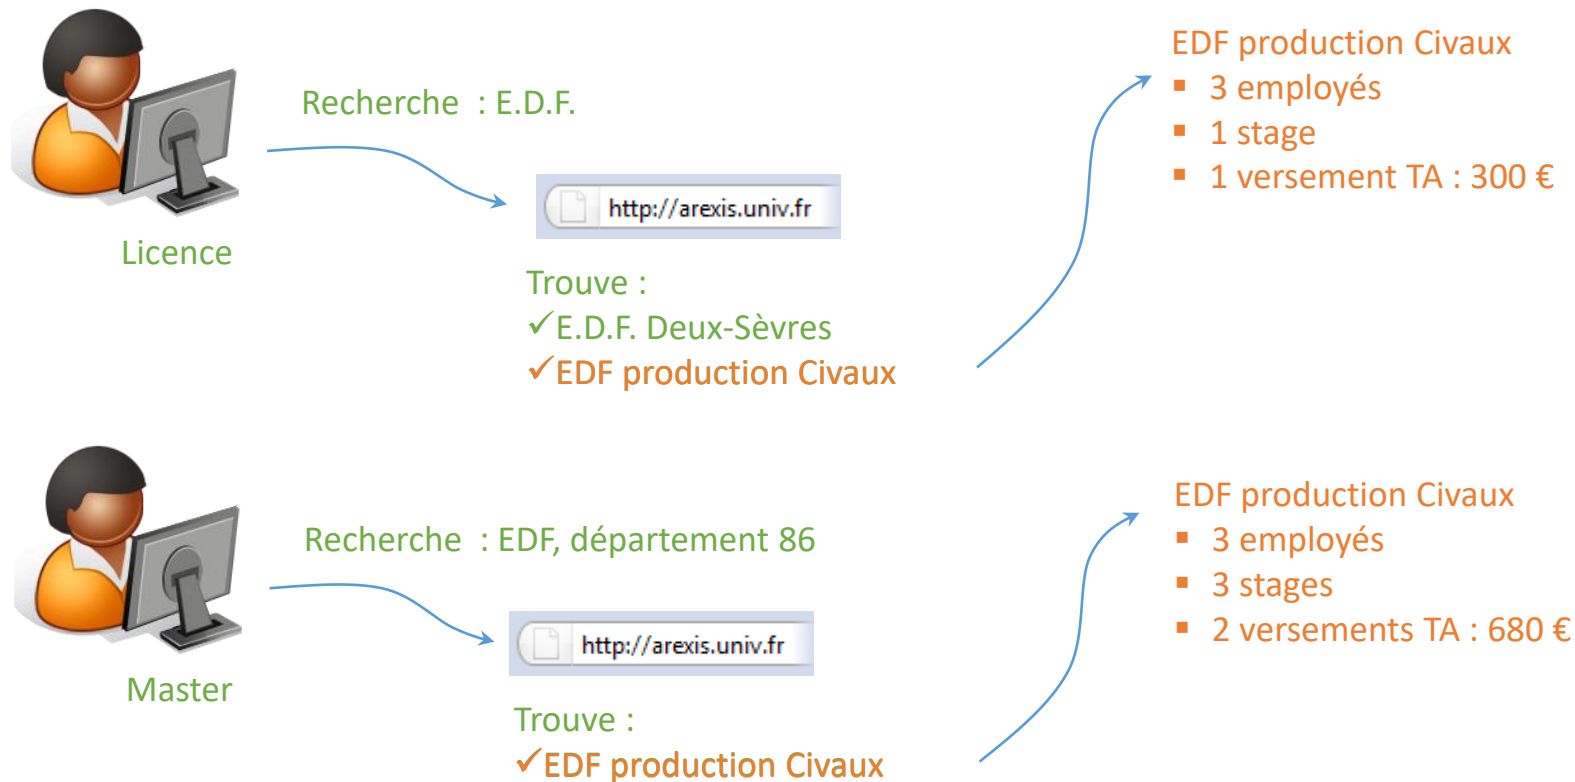 Recherche : E.D.F.
http://arexis.univ.fr
Licence
Trouve :
E.D.F. Deux-Sèvres
EDF production Civaux
EDF production Civaux
3 employés
1 stage
1 versement TA : 300 €
Recherche : EDF, département 86
http://arexis.univ.fr
Master
Trouve :
EDF production Civaux
EDF production Civaux
3 employés
3 stages
2 versements TA : 680 €